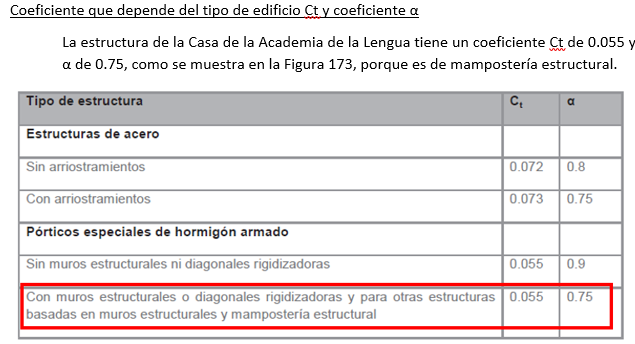 Coeficiente que depende del tipo de edificio Ct y coeficiente α
La estructura de la Casa de la Academia de la Lengua tiene un coeficiente Ct de 0.055 y
α de 0.75, como se muestra en la Figura 173, porque es de mampostería estructural.
Tipo de estructura Ct α
Estructuras de acero
Sin arriostramientos 0.072 0.8
Con arriostramientos 0.073 0.75
Pórticos especiales de hormigón armado
Sin muros estructurales ni diagonales rigidizadoras 0.055 0.9
Con muros estructurales o diagonales rigidizadoras y para otras estructuras 0.055 0.75
basadas en muros estructurales y mampostería estructural